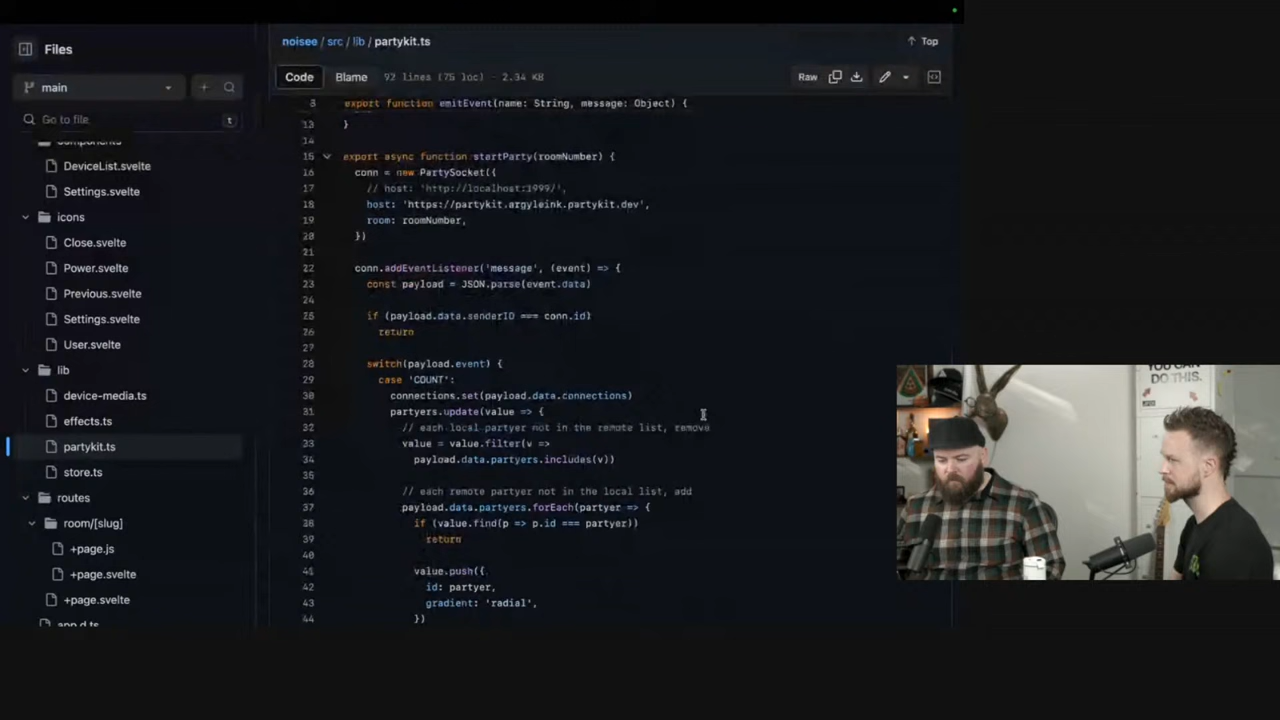 Files
main
Go to file
t
Components
DeviceList.svelte
Settings.svelte
icons
Close.svelte
Power.svelte
Previous.svelte
Settings.svelte
User.svelte
lib
device-media.ts
effects.ts
partykit.ts
store.ts
routes
room/[slug]
+page.js
+page.svelte
+page.svelte
app.d.ts
noisee / src / lib / partykit.ts
Top
Code Blame 92 lines (75 loc) · 2.34 KB
Raw
8 export function emitEvent(name: String, message: Object) {
13 }
14
15 export async function startParty(roomNumber) {
16 conn = new PartySocket({
17 // host: 'http://localhost:1999/',
18 host: 'https://partykit.argyleink.partykit.dev',
19 room: roomNumber,
20 })
21
22 conn.addEventListener('message', (event) => {
23 const payload = JSON.parse(event.data)
24
25 if (payload.data.senderID === conn.id)
26 return
27
28 switch(payload.event) {
29 case 'COUNT':
30 connections.set(payload.data.connections)
31 partyers.update(value => {
32 // each local partyer not in the remote list, remove
33 value = value.filter(v =>
34 payload.data.partyers.includes(v))
35
36 // each remote partyer not in the local list, add
37 payload.data.partyers.forEach(partyer => {
38 if (value.find(p => p.id === partyer))
39 return
40
41 value.push({
42 id: partyer,
43 gradient: 'radial',
44 })
YOU CAN
DO THIS.